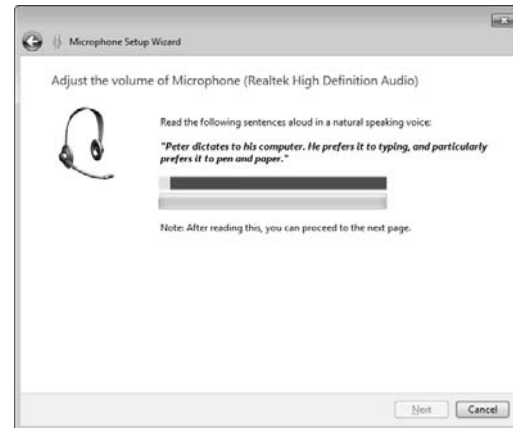 Microphone Setup Wizard
Adjust the volume of Microphone (Realtek High Definition Audio)
Read the following sentences aloud in a natural speaking voice:
"Peter dictates to his computer. He prefers it to typing, and particularly
prefers it to pen and paper."
Note: After reading this, you can proceed to the next page.
Next Cancel